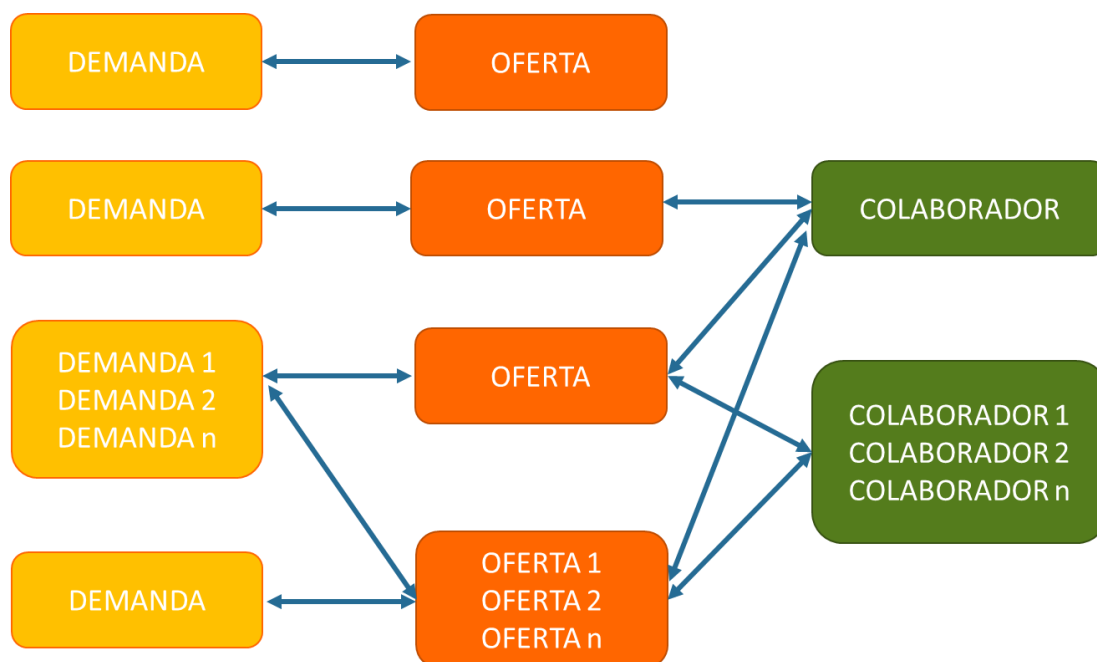 DEMANDA
OFERTA
DEMANDA
OFERTA
COLABORADOR
DEMANDA 1
DEMANDA 2
DEMANDA n
OFERTA
COLABORADOR 1
COLABORADOR 2
COLABORADOR n
DEMANDA
OFERTA 1
OFERTA 2
OFERTA n